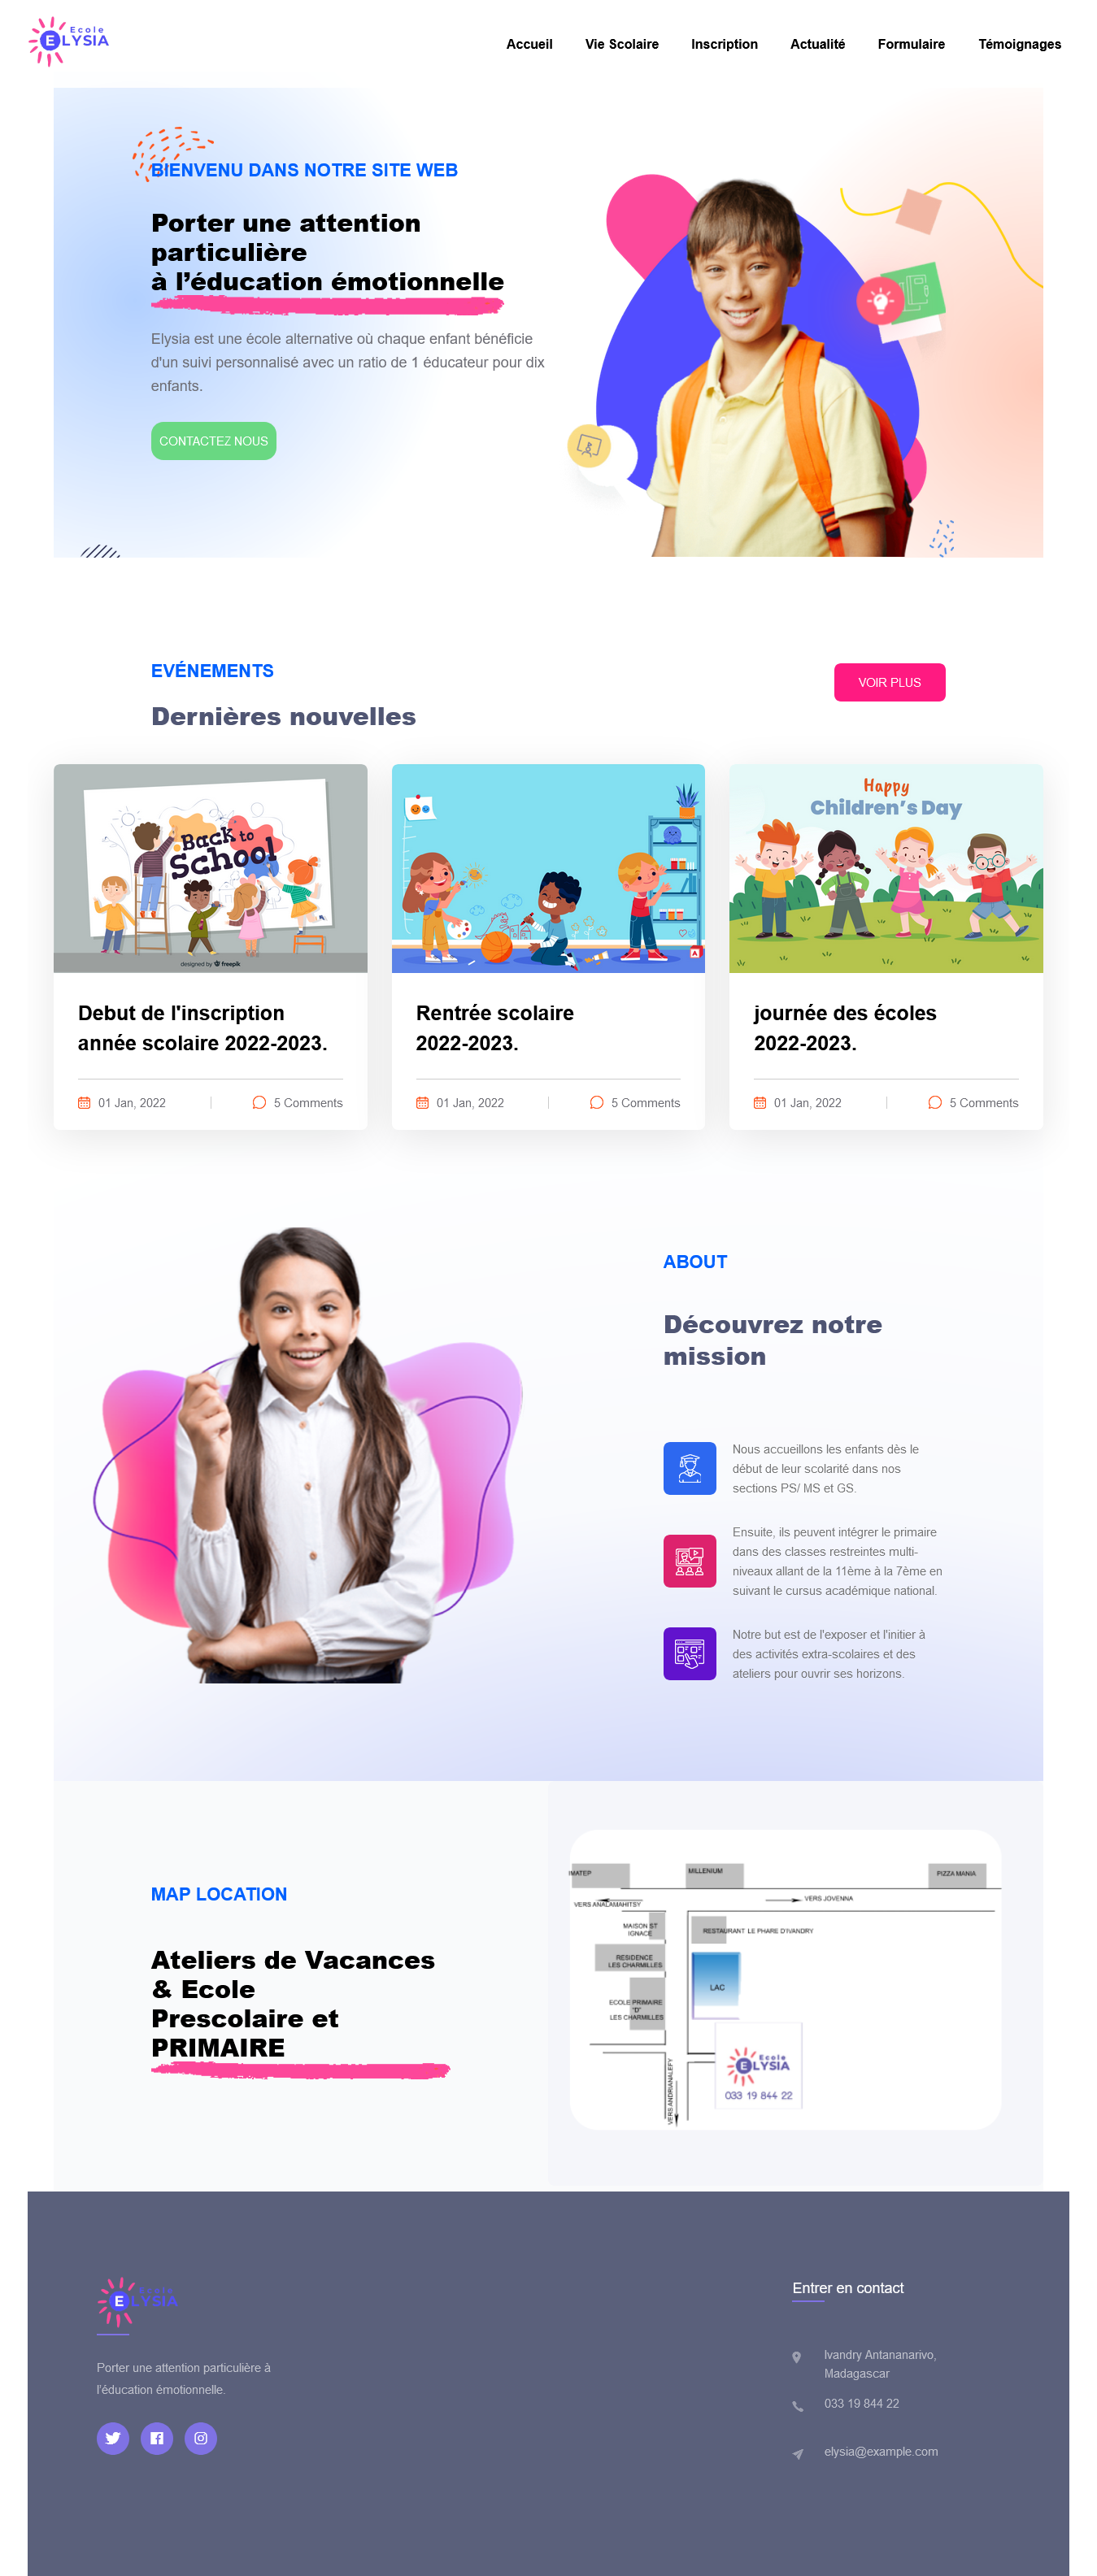 Ecole
ELYSIA
Accueil
Vie Scolaire
Inscription
Actualité
Formulaire
Témoignages
BIENVENU DANS NOTRE SITE WEB
Porter une attention
particulière
à l’éducation émotionnelle
Elysia est une école alternative où chaque enfant bénéficie
d'un suivi personnalisé avec un ratio de 1 éducateur pour dix
enfants.
CONTACTEZ NOUS
EVÉNEMENTS
Dernières nouvelles
VOIR PLUS
Back to
School
designed by freepik
Debut de l'inscription
année scolaire 2022-2023.
01 Jan, 2022
5 Comments
A
Rentrée scolaire
2022-2023.
01 Jan, 2022
5 Comments
Happy
Children's Day
journée des écoles
2022-2023.
01 Jan, 2022
5 Comments
ABOUT
Découvrez notre
mission
Nous accueillons les enfants dès le
début de leur scolarité dans nos
sections PS/ MS et GS.
Ensuite, ils peuvent intégrer le primaire
dans des classes restreintes multi-
niveaux allant de la 11ème à la 7ème en
suivant le cursus académique national.
Notre but est de l'exposer et l'initier à
des activités extra-scolaires et des
ateliers pour ouvrir ses horizons.
MAP LOCATION
Ateliers de Vacances
& Ecole
Prescolaire et
PRIMAIRE
MATEP
MILLENIUM
PIZZA MANIA
VERS ANALAMAHITSY
VERS JOVENNA
MAISON ST
IGNACE
RESTAURANT LE PHARE D'IVANDRY
RESIDENCE
LES CHARMILLES
LAC
ECOLE PRIMAIRE
"D"
LES CHARMILLES
VERS ANDRIANALEFY
Ecole
ELYSIA
033 19 844 22
Ecole
ELYSIA
Porter une attention particulière à
l'éducation émotionnelle.
Entrer en contact
Ivandry Antananarivo,
Madagascar
033 19 844 22
elysia@example.com